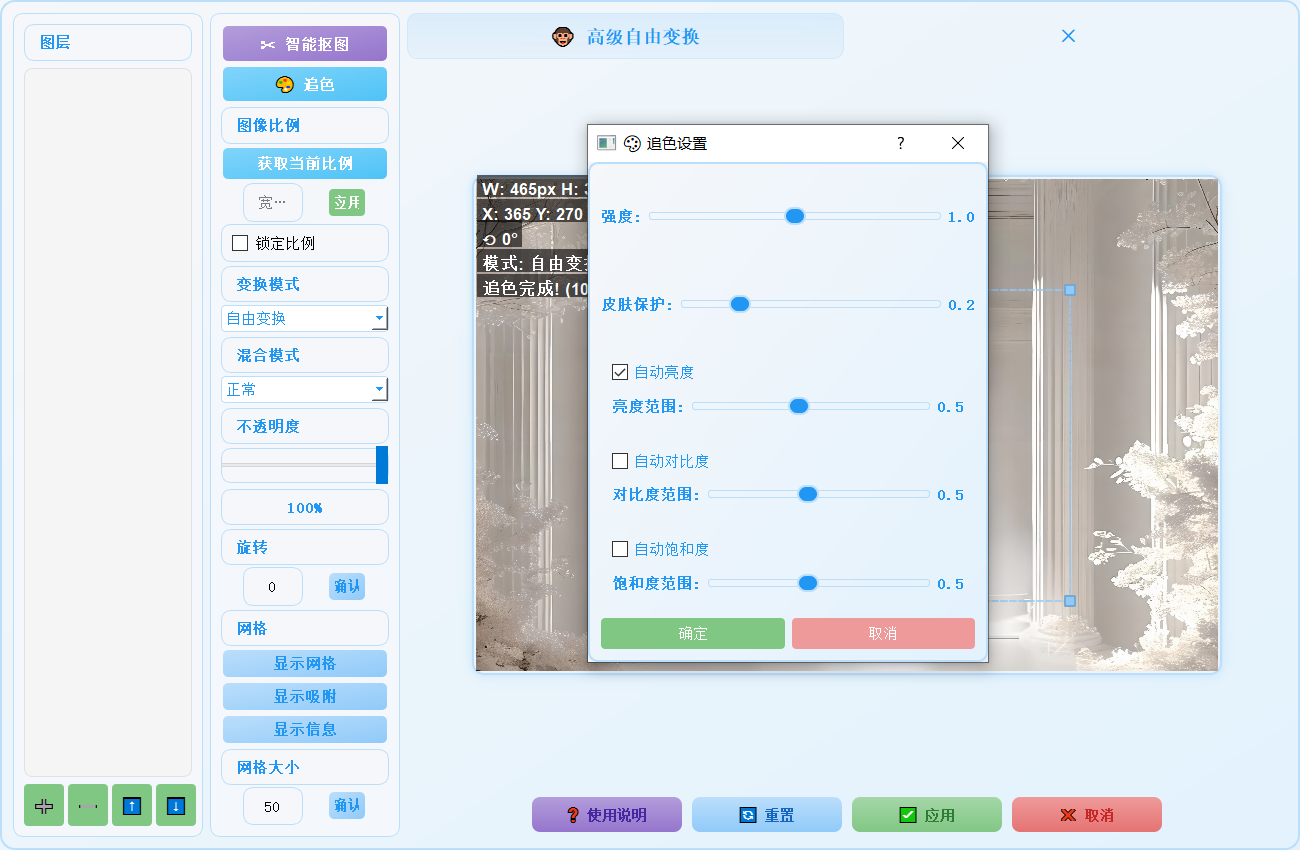 图层
智能抠图
追色
图像比例
获取当前比例
宽…
应用
锁定比例
变换模式
自由变换
混合模式
正常
不透明度
100%
旋转
0
确认
网格
显示网格
显示吸附
显示信息
网格大小
50
确认
高级自由变换
W: 465px H:
X: 365 Y: 270
0°
模式: 自由变
追色完成! (10
追色设置
?
强度:
1.0
皮肤保护:
0.2
自动亮度
亮度范围:
0.5
自动对比度
对比度范围:
0.5
自动饱和度
饱和度范围:
0.5
确定
取消
使用说明
重置
应用
取消